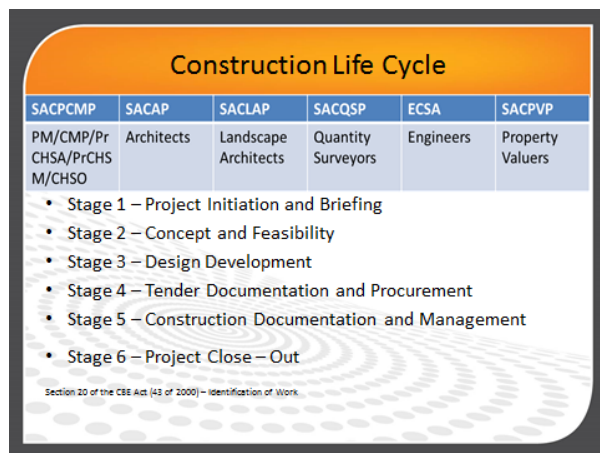 Construction Life Cycle
SACPCMP SACAP SACLAP SACQSP ECSA SACPVP
PM/CMP/Pr Architects Landscape Quantity Engineers Property
CHSA/PrCHS Architects Surveyors Valuers
M/CHSO
• Stage 1 – Project Initiation and Briefing
• Stage 2 – Concept and Feasibility
• Stage 3 – Design Development
• Stage 4 – Tender Documentation and Procurement
• Stage 5 – Construction Documentation and Management
• Stage 6 – Project Close – Out
Section 20 of the CBE Act (43 of 2000) – Identification of Work